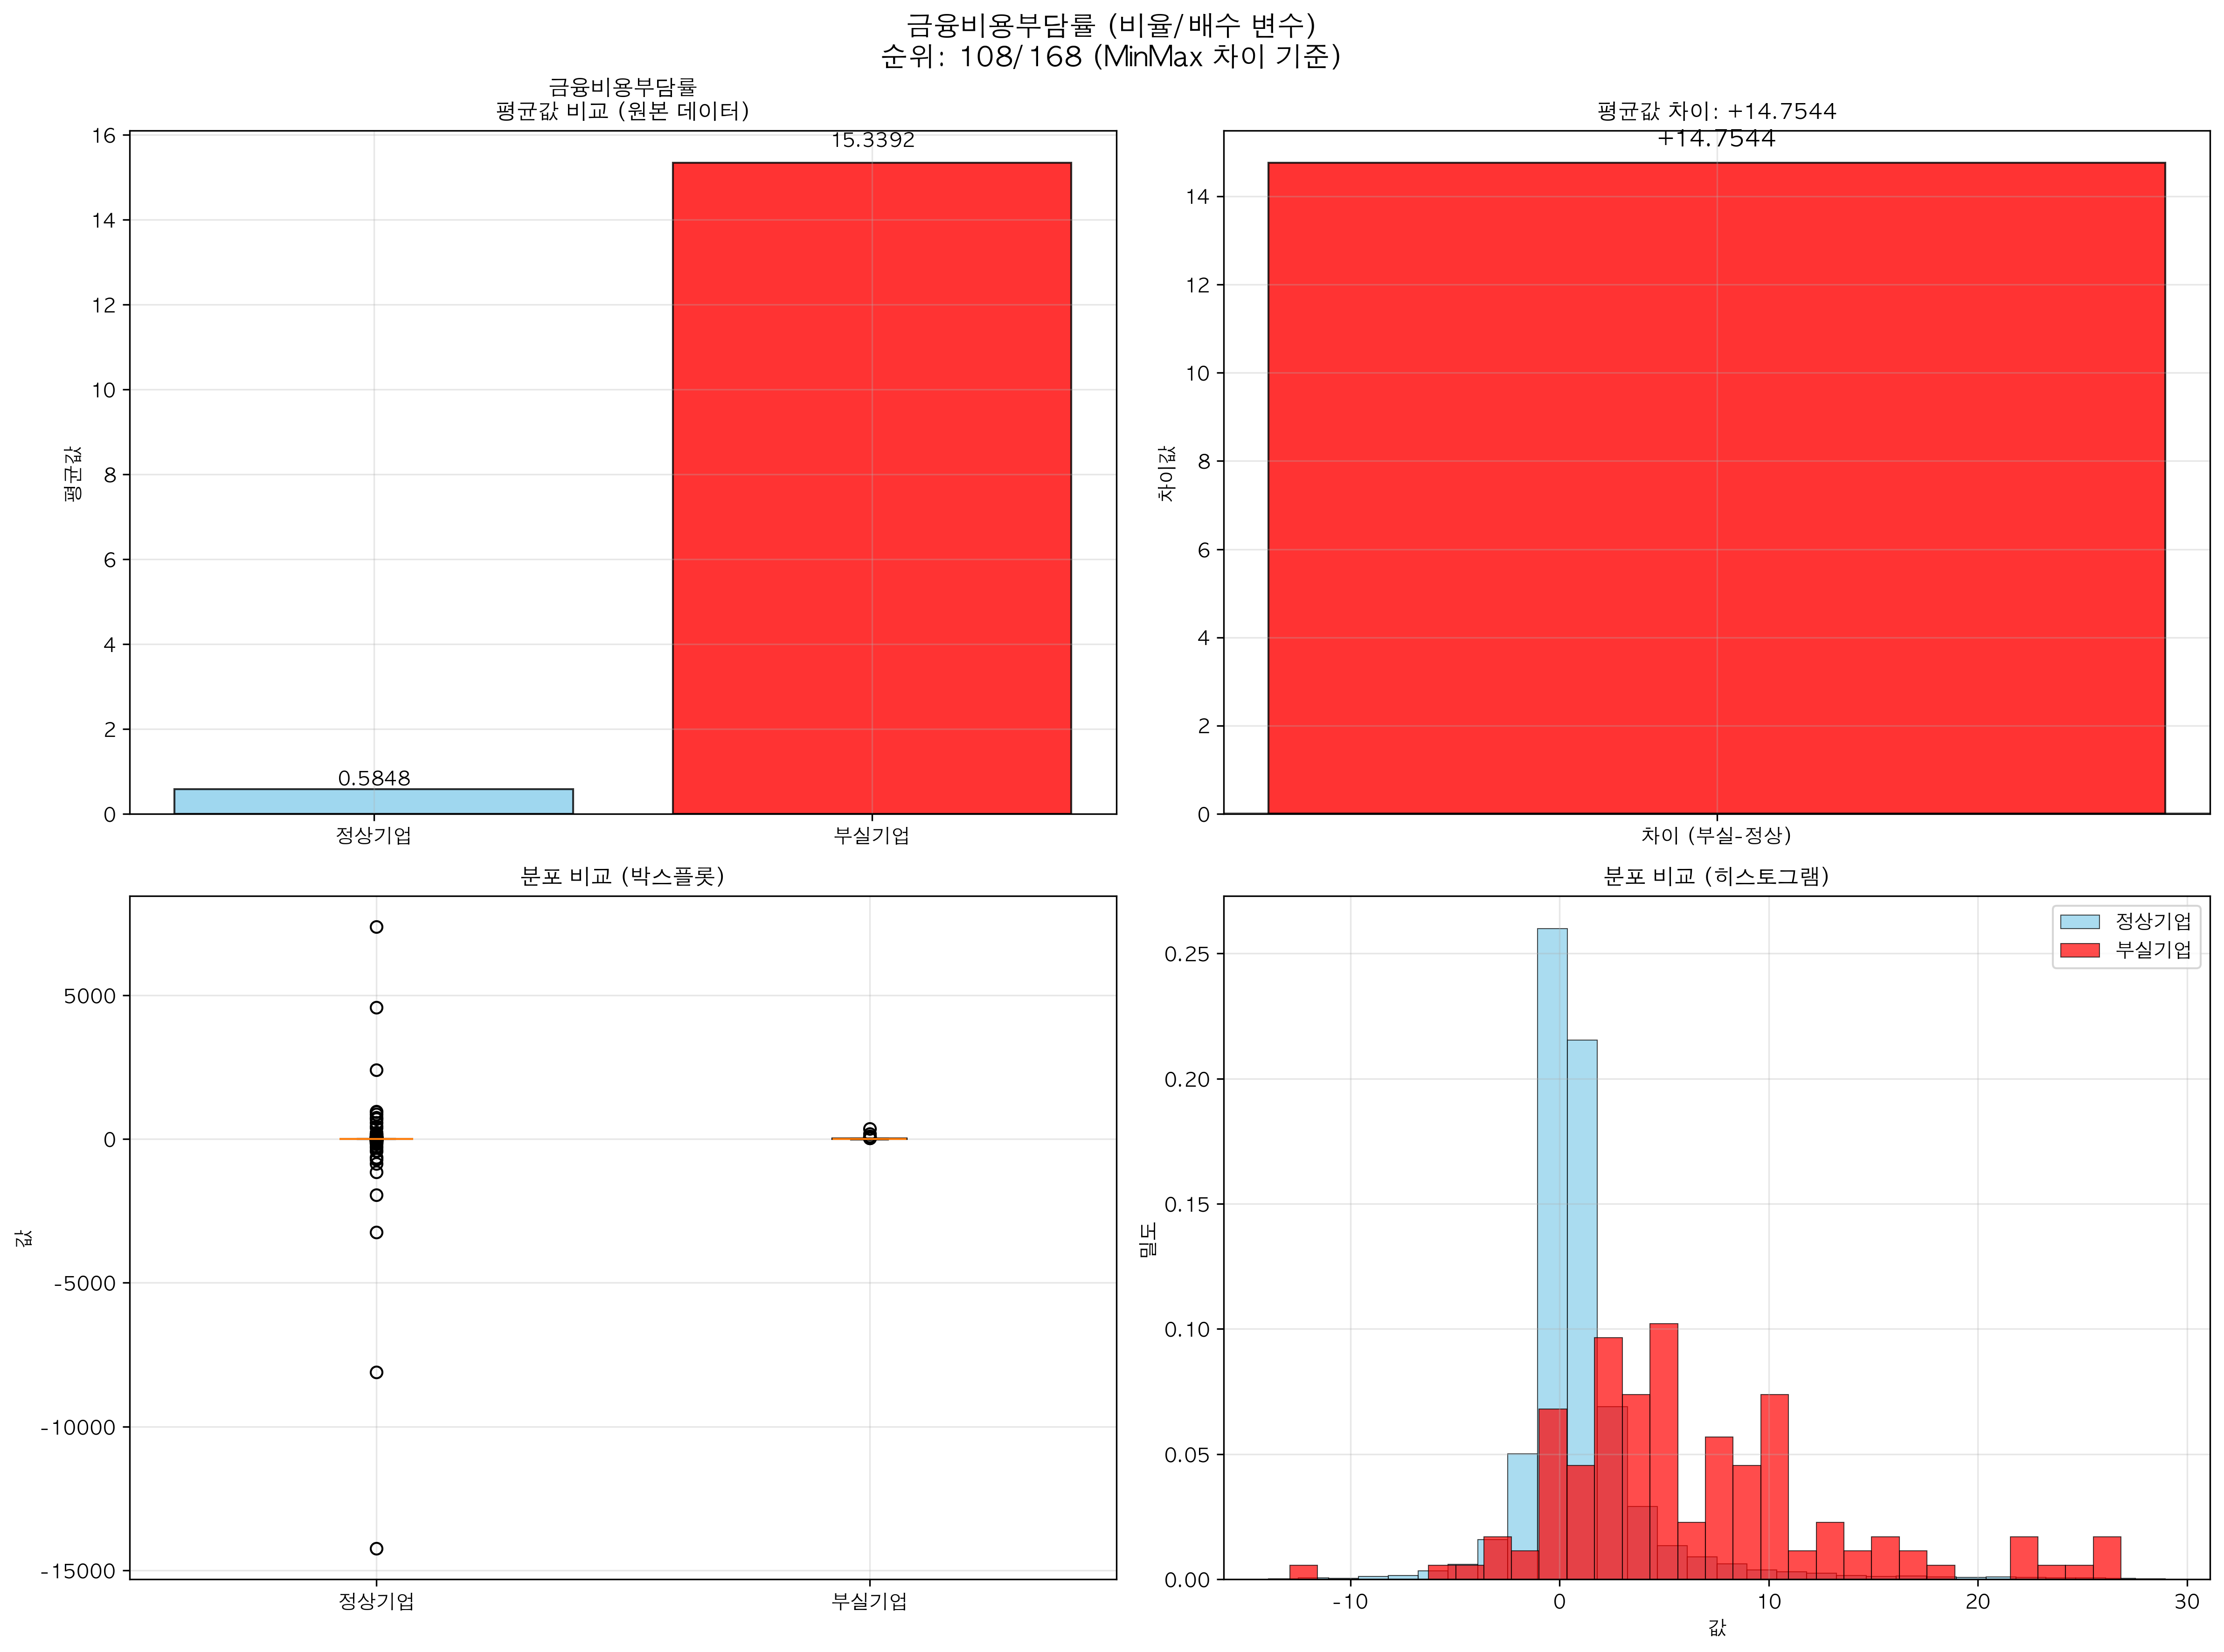 금융비용부담률 (비율/배수 변수)
순위: 108/168 (MinMax 차이 기준)
금융비용부담률
평균값 비교 (원본 데이터)
16
14
12
10
8
6
4
2
0
평균값
0.5848
15.3392
정상기업
부실기업
평균값 차이: +14.7544
+14.7544
14
12
10
8
6
4
2
0
차이값
차이 (부실-정상)
분포 비교 (박스플롯)
5000
0
-5000
-10000
-15000
값
정상기업
부실기업
분포 비교 (히스토그램)
정상기업
부실기업
0.25
0.20
0.15
0.10
0.05
0.00
밀도
-10
0
10
20
30
값